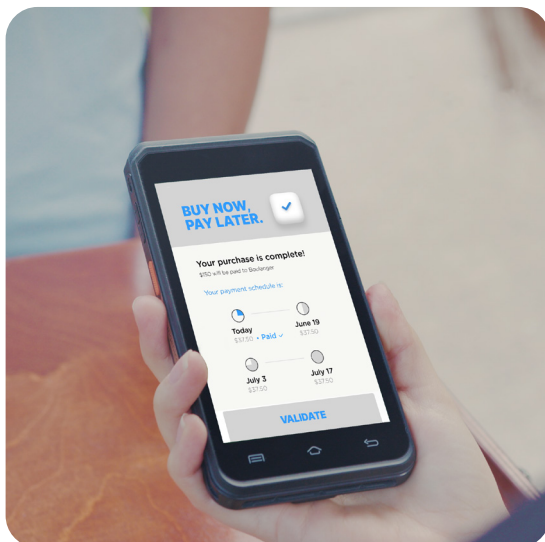 BUY NOW,
PAY LATER.
Your purchase is complete!
$150 will be paid to Boulanger
Your payment schedule is:
Today
$37.50 • Paid
June 19
$37.50
July 3
$37.50
July 17
$37.50
VALIDATE